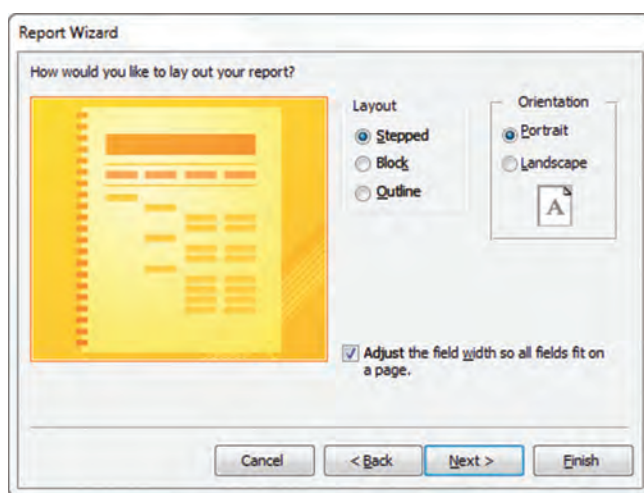 Report Wizard
How would you like to lay out your report?
Layout
Stepped
Block
Outline
Orientation
Portrait
Landscape
A
Adjust the field width so all fields fit on
a page.
Cancel
< Back
Next >
Finish